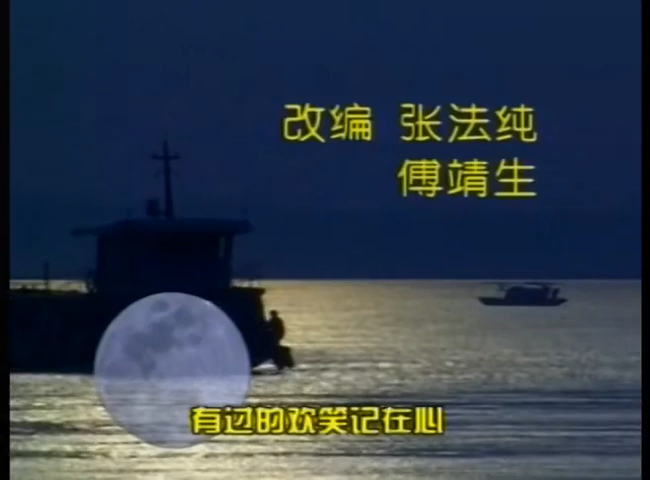 改编 张法纯
傅靖生
有过的欢笑记在心